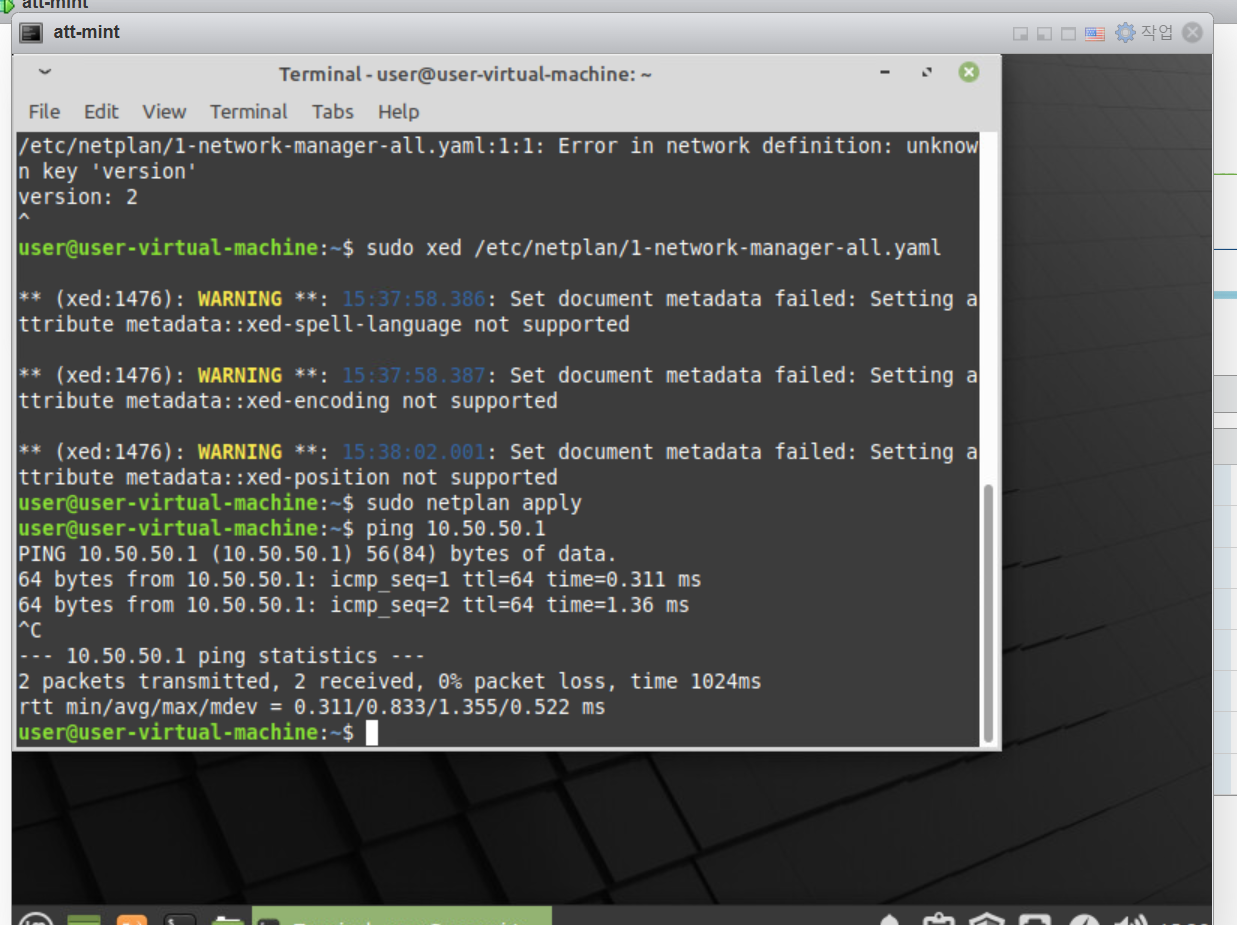 att-mint
att-mint
작업
Terminal - user@user-virtual-machine: ~
File Edit View Terminal Tabs Help
/etc/netplan/1-network-manager-all.yaml:1:1: Error in network definition: unknow
n key 'version'
version: 2
^
user@user-virtual-machine:~$ sudo xed /etc/netplan/1-network-manager-all.yaml
** (xed:1476): WARNING **: 15:37:58.386: Set document metadata failed: Setting a
ttribute metadata::xed-spell-language not supported
** (xed:1476): WARNING **: 15:37:58.387: Set document metadata failed: Setting a
ttribute metadata::xed-encoding not supported
** (xed:1476): WARNING **: 15:38:02.001: Set document metadata failed: Setting a
ttribute metadata::xed-position not supported
user@user-virtual-machine:~$ sudo netplan apply
user@user-virtual-machine:~$ ping 10.50.50.1
PING 10.50.50.1 (10.50.50.1) 56(84) bytes of data.
64 bytes from 10.50.50.1: icmp_seq=1 ttl=64 time=0.311 ms
64 bytes from 10.50.50.1: icmp_seq=2 ttl=64 time=1.36 ms
^C
--- 10.50.50.1 ping statistics ---
2 packets transmitted, 2 received, 0% packet loss, time 1024ms
rtt min/avg/max/mdev = 0.311/0.833/1.355/0.522 ms
user@user-virtual-machine:~$